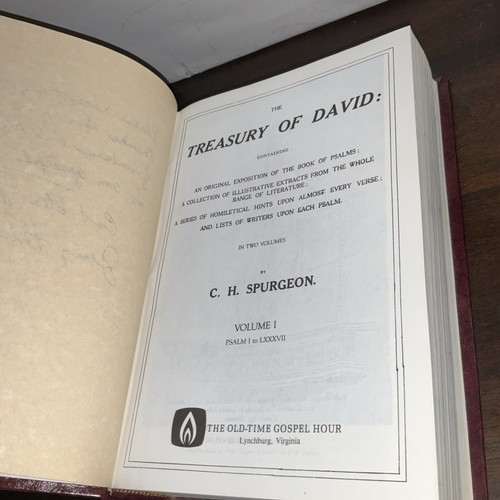 THE
TREASURY OF DAVID:
CONTAINING
AN ORIGINAL EXPOSITION OF THE BOOK OF PSALMS;
A COLLECTION OF ILLUSTRATIVE EXTRACTS FROM THE WHOLE
RANGE OF LITERATURE;
A SERIES OF HOMILETICAL HINTS UPON ALMOST EVERY VERSE;
AND LISTS OF WRITERS UPON EACH PSALM.
IN TWO VOLUMES
BY
C. H. SPURGEON.
VOLUME I
PSALM I to LXXXVII
THE OLD-TIME GOSPEL HOUR
Lynchburg, Virginia